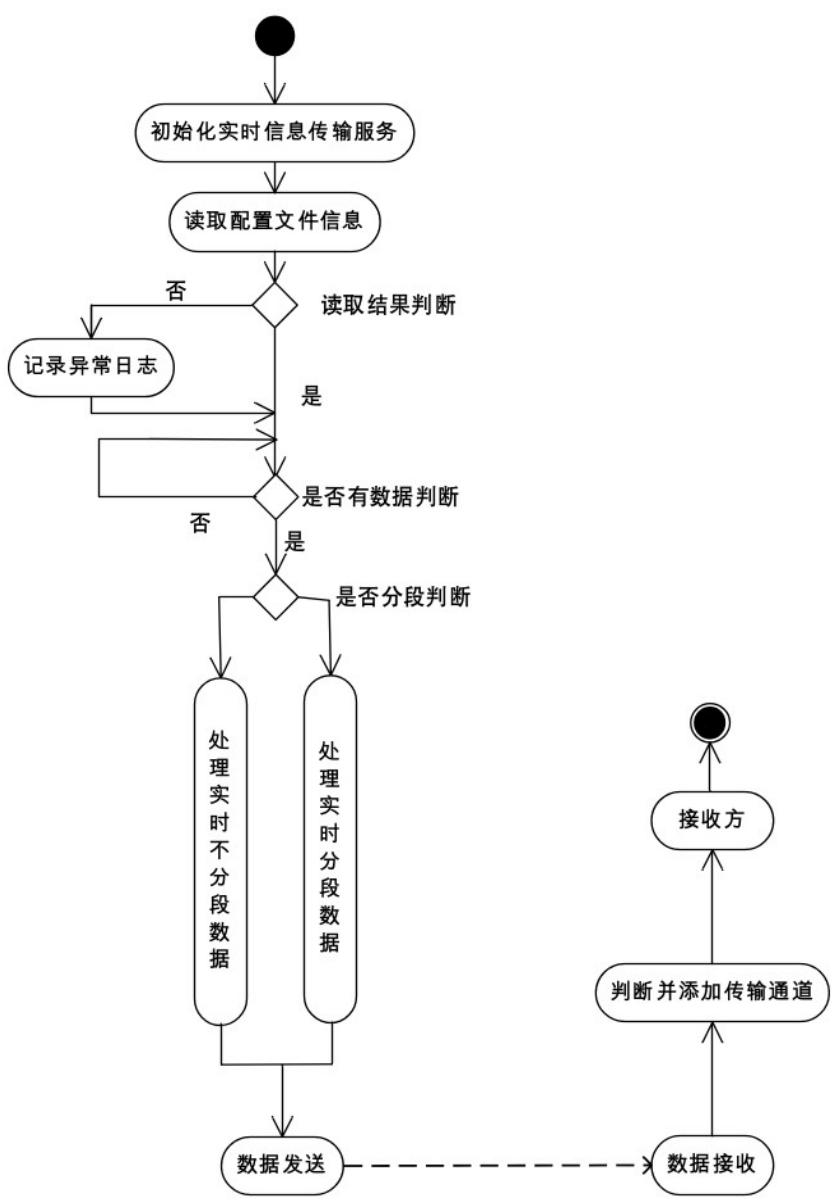 初始化实时信息传输服务
读取配置文件信息
否
读取结果判断
记录异常日志
是
是否有数据判断
否
是
是否分段判断
处理实时不分段数据
处理实时分段数据
接收方
判断并添加传输通道
数据发送
数据接收